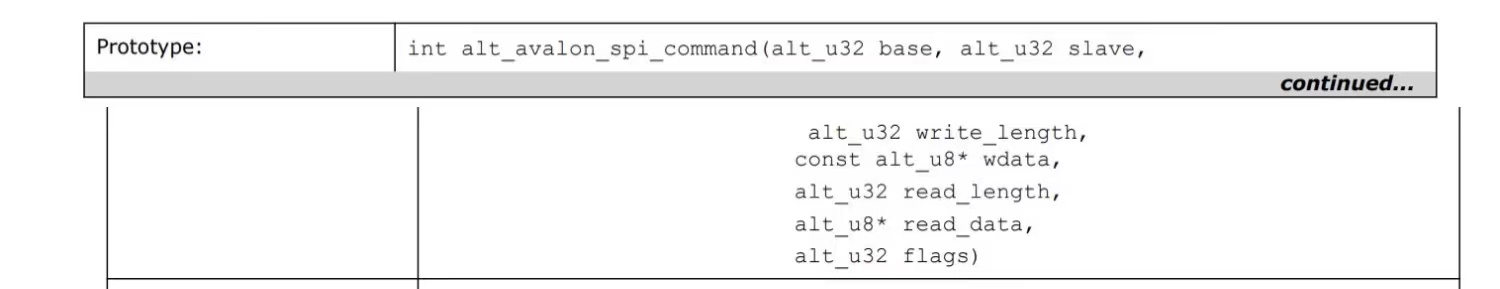 Prototype:
int alt_avalon_spi_command(alt_u32 base, alt_u32 slave,
continued...
alt_u32 write_length,
const alt_u8* wdata,
alt_u32 read_length,
alt_u8* read_data,
alt_u32 flags)